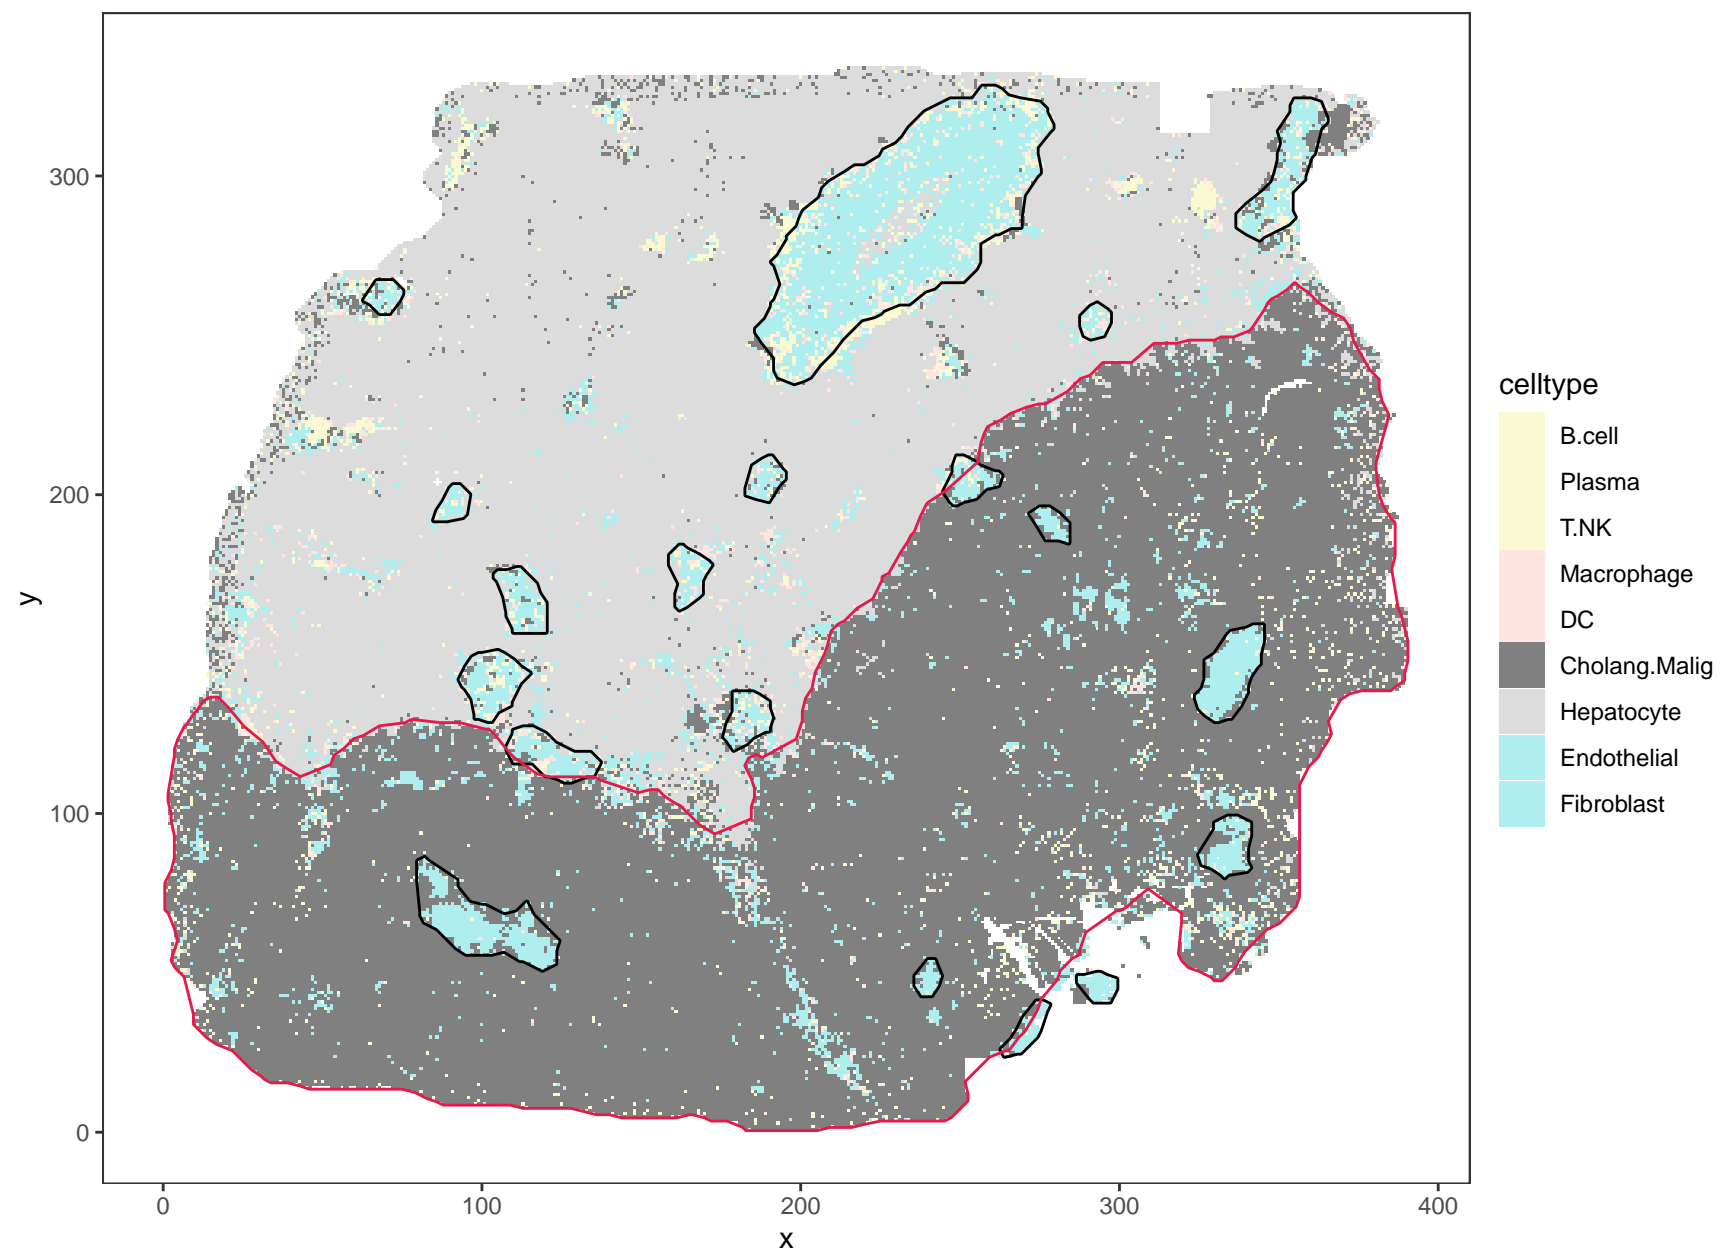 300
200
100
0
y
0
100
200
300
400
x
celltype
B.cell
Plasma
T.NK
Macrophage
DC
Cholang.Malig
Hepatocyte
Endothelial
Fibroblast